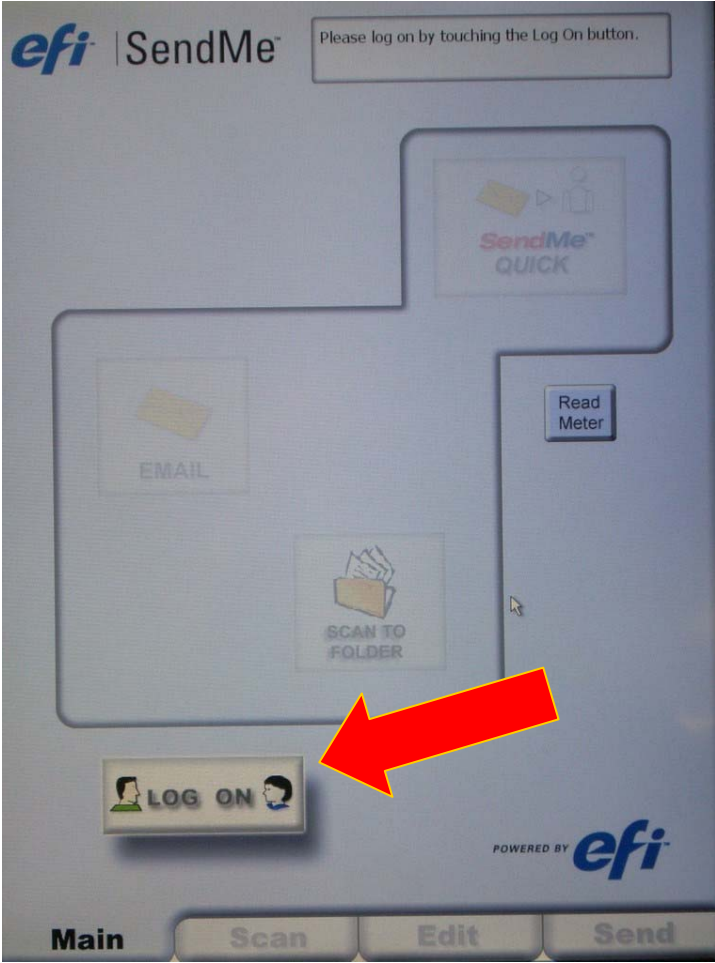 efi SendMe™
Please log on by touching the Log On button.
SendMe™
QUICK
Read
Meter
EMAIL
SCAN TO
FOLDER
LOG ON
POWERED BY efi
Main Scan Edit Send